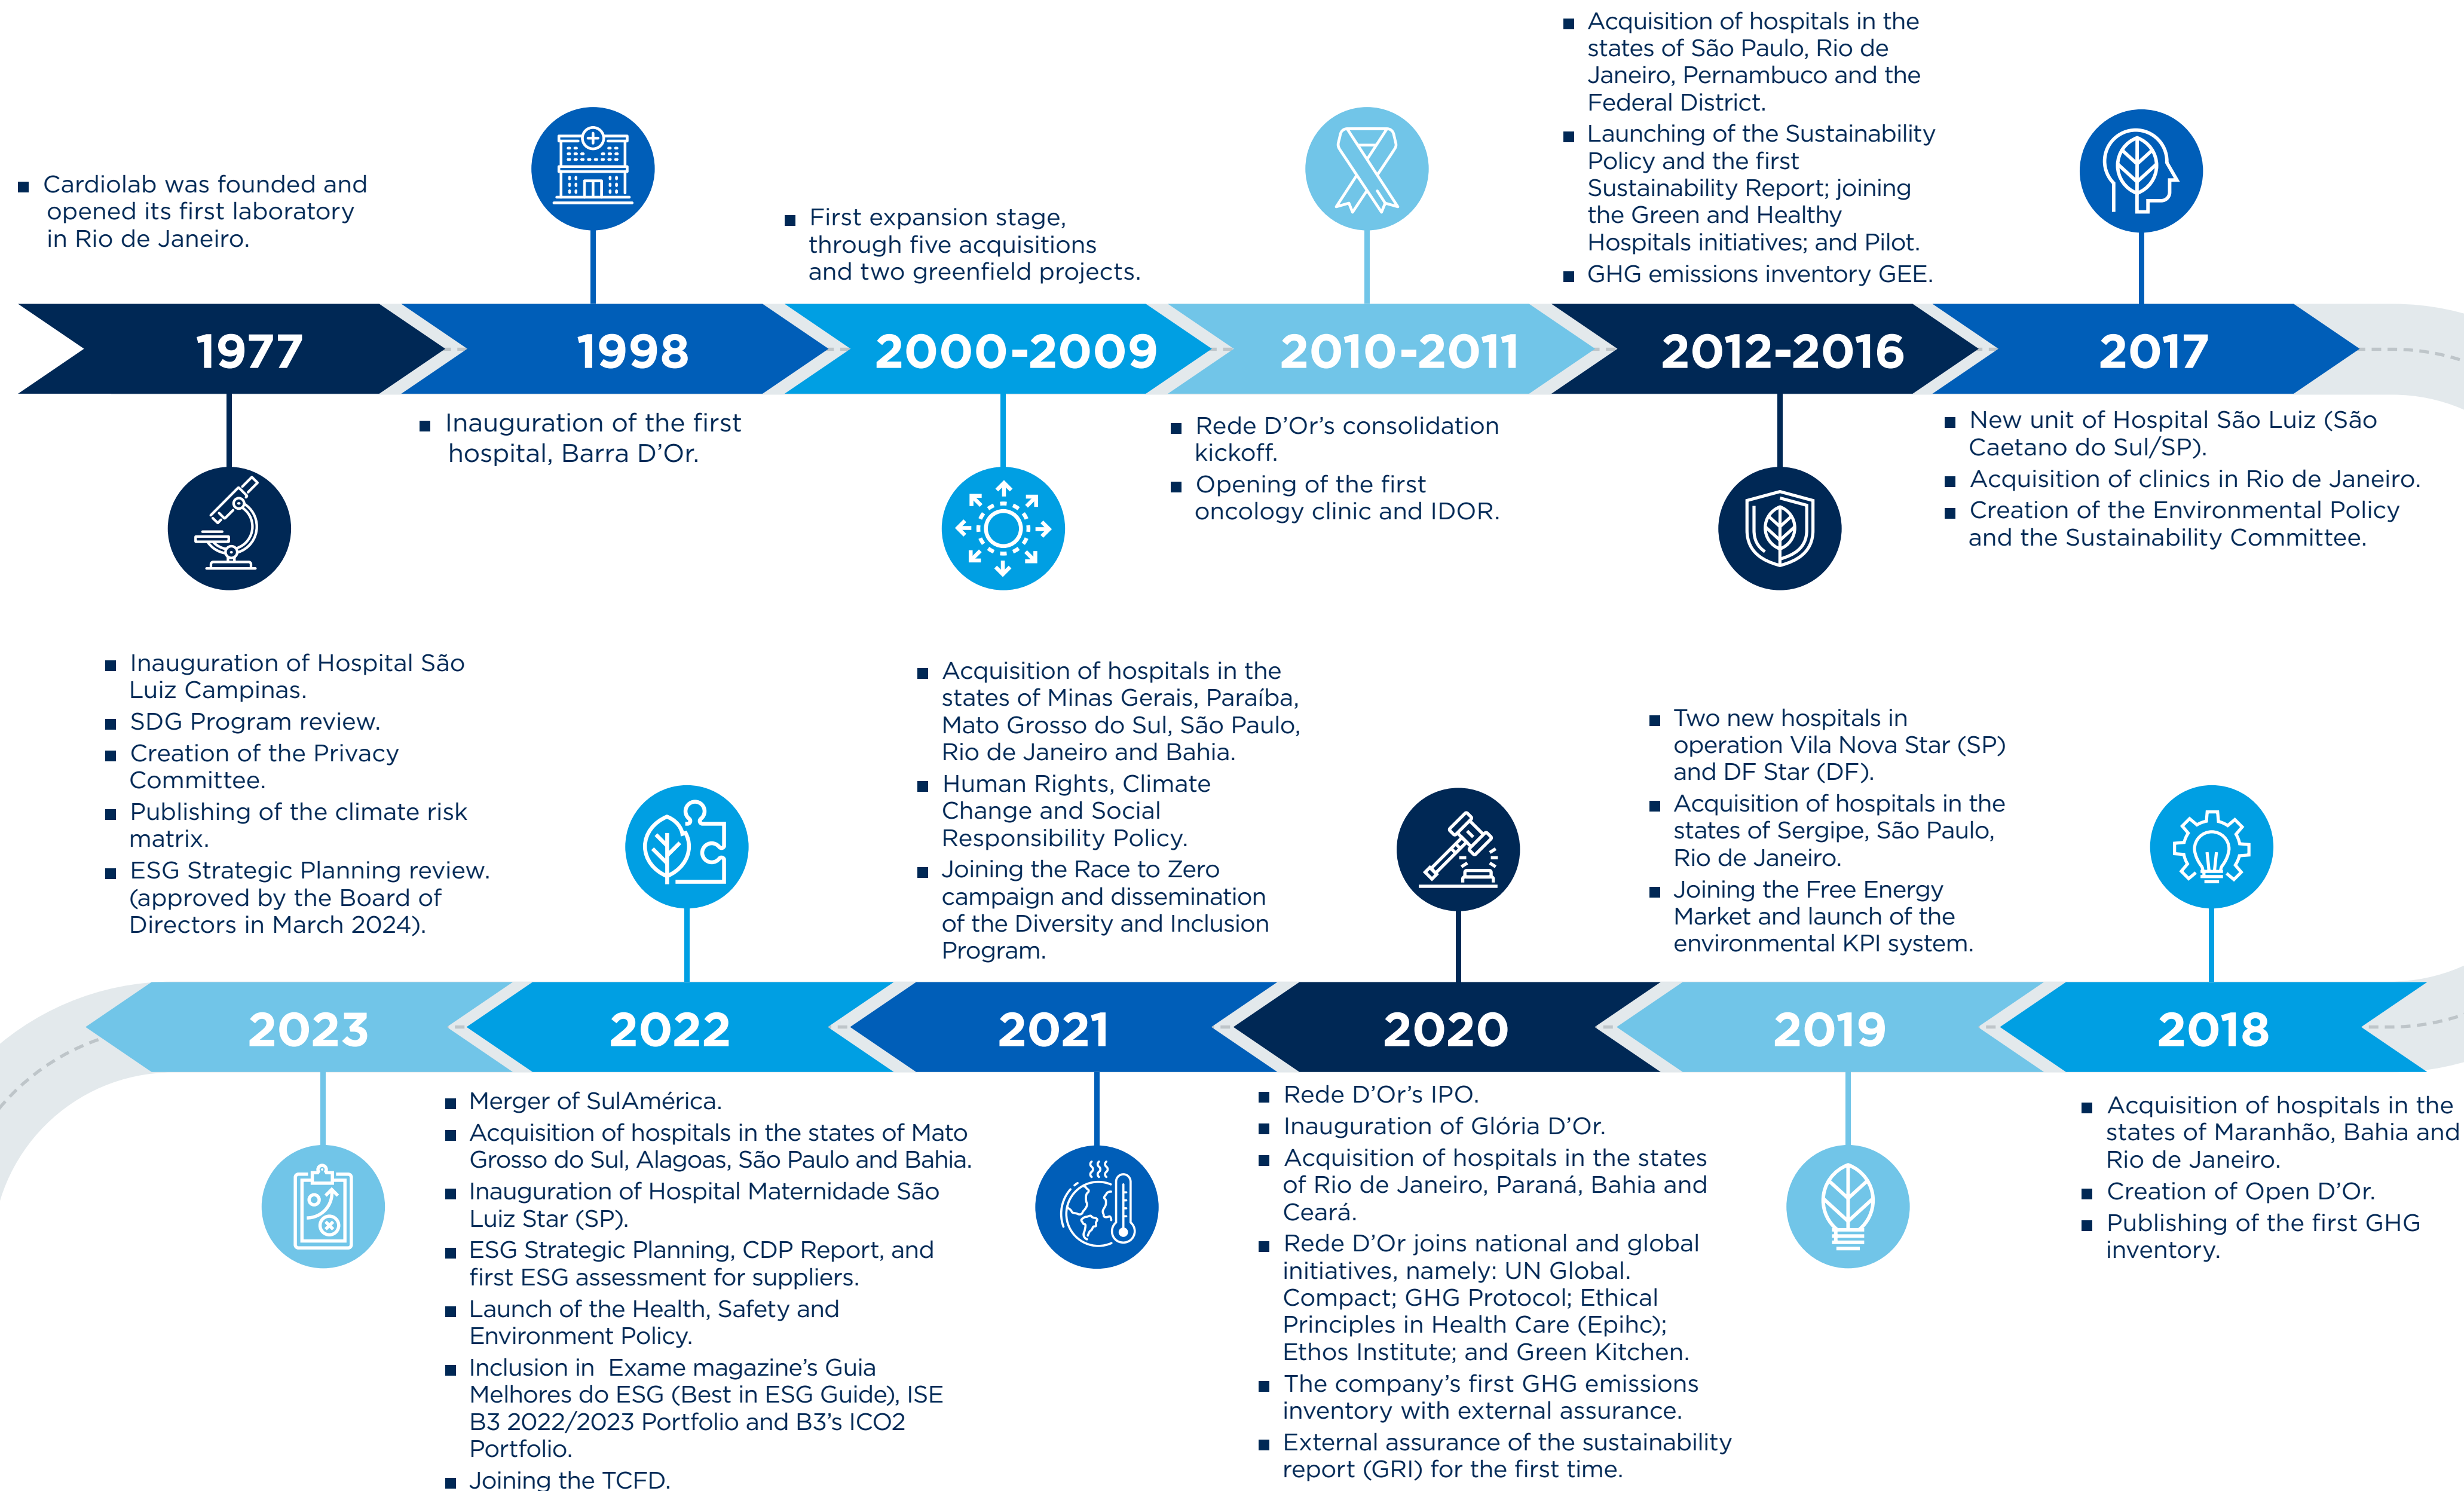 ■ Cardiolab was founded and
opened its first laboratory
in Rio de Janeiro.
1977
1998
■ Inauguration of the first
hospital, Barra D’Or.
■ First expansion stage,
through five acquisitions
and two greenfield projects.
2000-2009
2010-2011
■ Rede D’Or’s consolidation
kickoff.
■ Opening of the first
oncology clinic and IDOR.
■ Acquisition of hospitals in the
states of São Paulo, Rio de
Janeiro, Pernambuco and the
Federal District.
■ Launching of the Sustainability
Policy and the first
Sustainability Report; joining
the Green and Healthy
Hospitals initiatives; and Pilot.
■ GHG emissions inventory GEE.
2012-2016
2017
■ New unit of Hospital São Luiz (São
Caetano do Sul/SP).
■ Acquisition of clinics in Rio de Janeiro.
■ Creation of the Environmental Policy
and the Sustainability Committee.
2018
■ Acquisition of hospitals in the
states of Maranhão, Bahia and
Rio de Janeiro.
■ Creation of Open D’Or.
■ Publishing of the first GHG
inventory.
■ Two new hospitals in
operation Vila Nova Star (SP)
and DF Star (DF).
■ Acquisition of hospitals in the
states of Sergipe, São Paulo,
Rio de Janeiro.
■ Joining the Free Energy
Market and launch of the
environmental KPI system.
2019
2020
■ Rede D’Or’s IPO.
■ Inauguration of Glória D’Or.
■ Acquisition of hospitals in the states
of Rio de Janeiro, Paraná, Bahia and
Ceará.
■ Rede D’Or joins national and global
initiatives, namely: UN Global.
Compact; GHG Protocol; Ethical
Principles in Health Care (Epihc);
Ethos Institute; and Green Kitchen.
■ The company’s first GHG emissions
inventory with external assurance.
■ External assurance of the sustainability
report (GRI) for the first time.
■ Acquisition of hospitals in the
states of Minas Gerais, Paraíba,
Mato Grosso do Sul, São Paulo,
Rio de Janeiro and Bahia.
■ Human Rights, Climate
Change and Social
Responsibility Policy.
■ Joining the Race to Zero
campaign and dissemination
of the Diversity and Inclusion
Program.
2021
2022
■ Merger of SulAmérica.
■ Acquisition of hospitals in the states of Mato
Grosso do Sul, Alagoas, São Paulo and Bahia.
■ Inauguration of Hospital Maternidade São
Luiz Star (SP).
■ ESG Strategic Planning, CDP Report, and
first ESG assessment for suppliers.
■ Launch of the Health, Safety and
Environment Policy.
■ Inclusion in  Exame magazine’s Guia
Melhores do ESG (Best in ESG Guide), ISE
B3 2022/2023 Portfolio and B3’s ICO2
Portfolio.
■ Joining the TCFD.
■ Inauguration of Hospital São
Luiz Campinas.
■ SDG Program review.
■ Creation of the Privacy
Committee.
■ Publishing of the climate risk
matrix.
■ ESG Strategic Planning review.
(approved by the Board of
Directors in March 2024).
2023